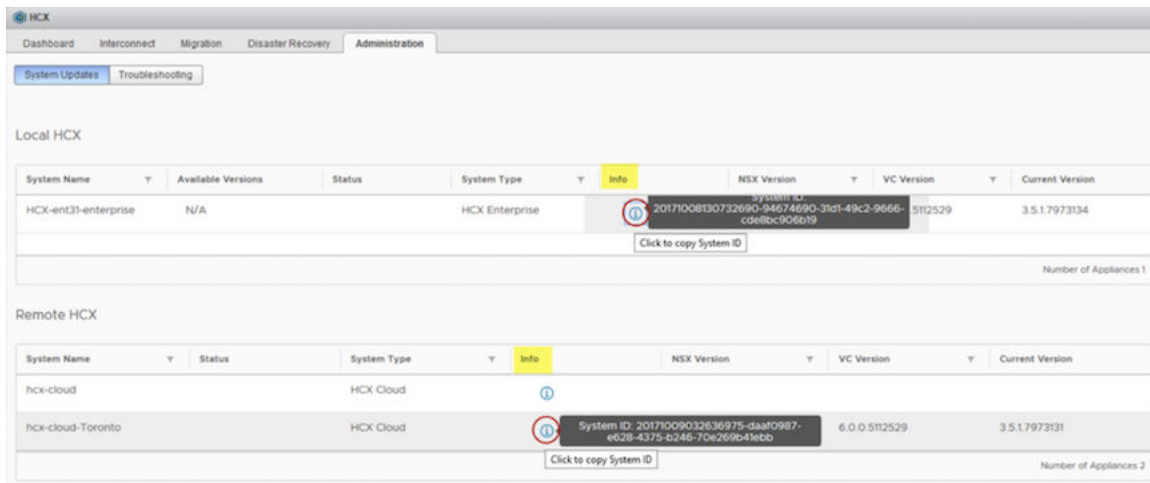 HCX
Dashboard Interconnect Migration Disaster Recovery Administration
System Updates Troubleshooting
Local HCX
System Name Available Versions Status System Type Info NSX Version VC Version Current Version
System ID:
HCX-ent31-enterprise N/A HCX Enterprise 20171008130732690-94674690-31d1-49c2-9666- .5112529 3.5.1.7973134
cde8bc906b19
Click to copy System ID
Number of Appliances 1
Remote HCX
System Name Status System Type Info NSX Version VC Version Current Version
hcx-cloud HCX Cloud
hcx-cloud-Toronto HCX Cloud System ID: 20171009032636975-daaf0987- 6.0.0.5112529 3.5.1.7973131
e628-4375-b246-70e269b41ebb
Click to copy System ID
Number of Appliances 2